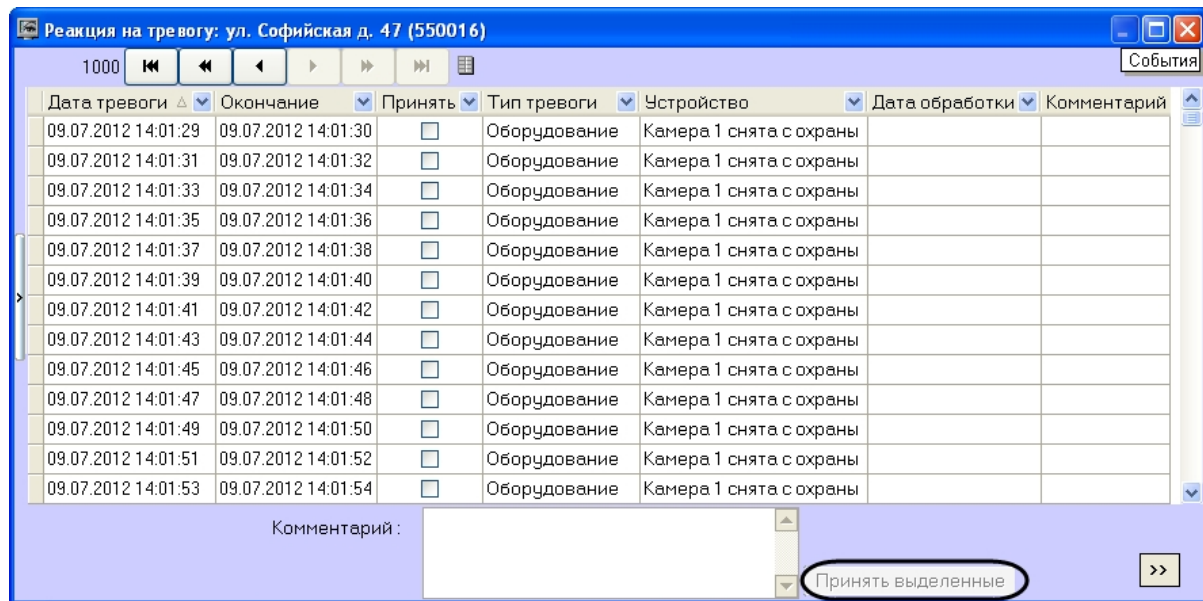 Реакция на тревогу: ул. Софийская д. 47 (550016)
1000
События
Дата тревоги Окончание Принять Тип тревоги Устройство Дата обработки Комментарий
09.07.2012 14:01:29 09.07.2012 14:01:30 Оборудование Камера 1 снята с охраны
09.07.2012 14:01:31 09.07.2012 14:01:32 Оборудование Камера 1 снята с охраны
09.07.2012 14:01:33 09.07.2012 14:01:34 Оборудование Камера 1 снята с охраны
09.07.2012 14:01:35 09.07.2012 14:01:36 Оборудование Камера 1 снята с охраны
09.07.2012 14:01:37 09.07.2012 14:01:38 Оборудование Камера 1 снята с охраны
09.07.2012 14:01:39 09.07.2012 14:01:40 Оборудование Камера 1 снята с охраны
09.07.2012 14:01:41 09.07.2012 14:01:42 Оборудование Камера 1 снята с охраны
09.07.2012 14:01:43 09.07.2012 14:01:44 Оборудование Камера 1 снята с охраны
09.07.2012 14:01:45 09.07.2012 14:01:46 Оборудование Камера 1 снята с охраны
09.07.2012 14:01:47 09.07.2012 14:01:48 Оборудование Камера 1 снята с охраны
09.07.2012 14:01:49 09.07.2012 14:01:50 Оборудование Камера 1 снята с охраны
09.07.2012 14:01:51 09.07.2012 14:01:52 Оборудование Камера 1 снята с охраны
09.07.2012 14:01:53 09.07.2012 14:01:54 Оборудование Камера 1 снята с охраны
Комментарий :
Принять выделенные
>>